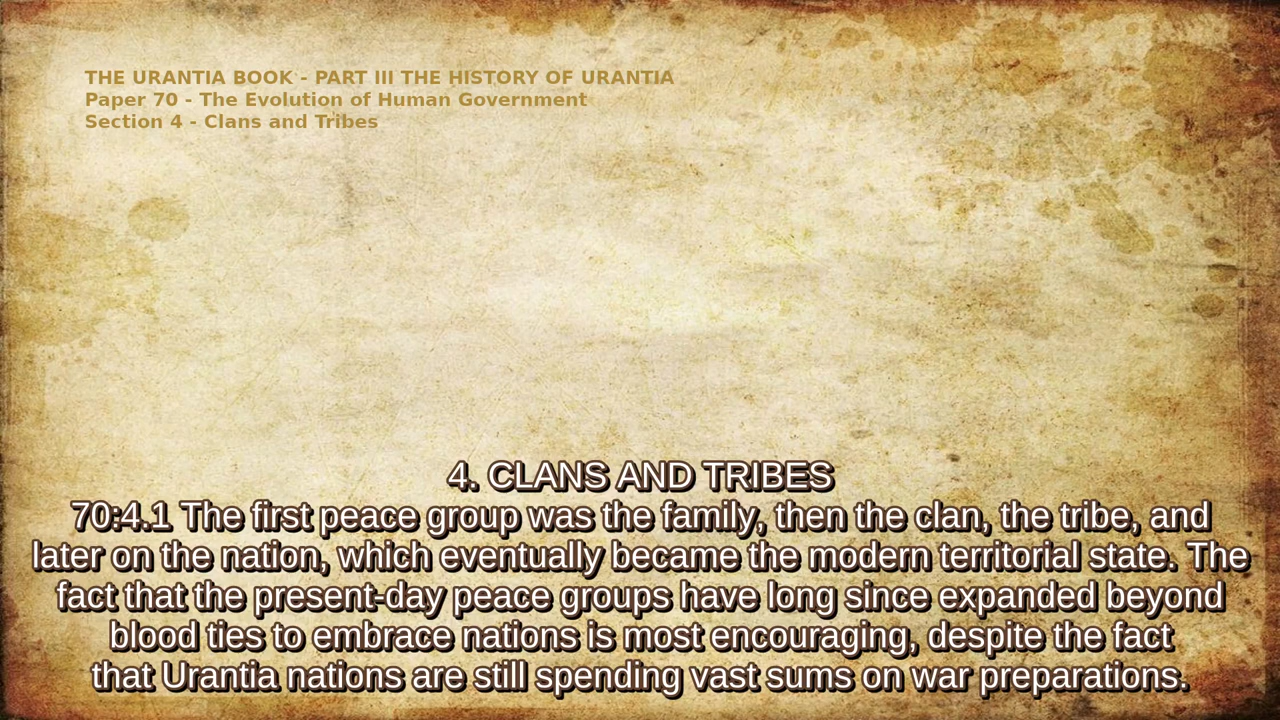 THE URANTIA BOOK - PART III THE HISTORY OF URANTIA
Paper 70 - The Evolution of Human Government
Section 4 - Clans and Tribes
4. CLANS AND TRIBES
70:4.1 The first peace group was the family, then the clan, the tribe, and
later on the nation, which eventually became the modern territorial state. The
fact that the present-day peace groups have long since expanded beyond
blood ties to embrace nations is most encouraging, despite the fact
that Urantia nations are still spending vast sums on war preparations.